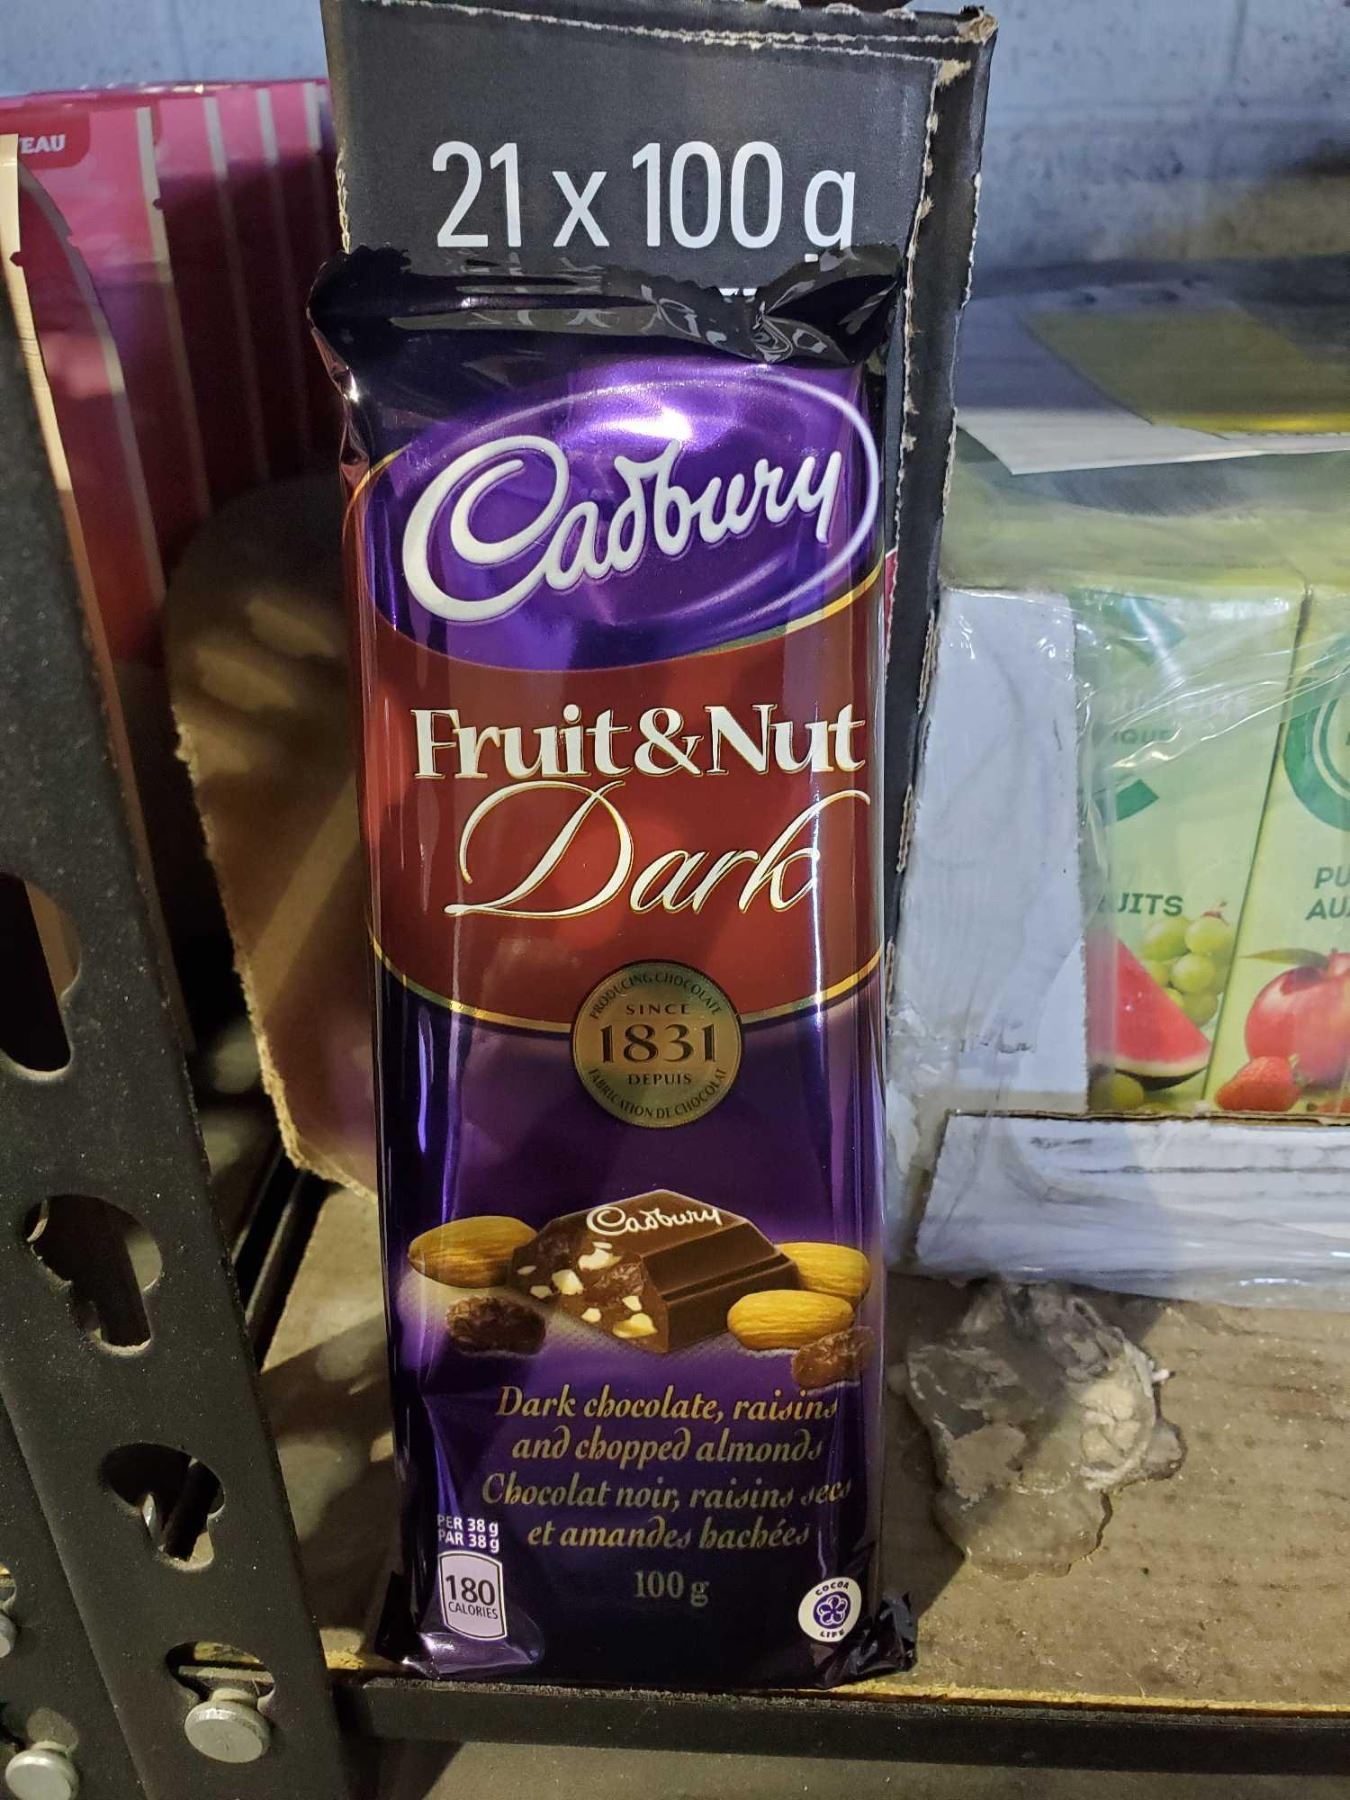 EAU
21 x 100 g
Cadbury
Fruit&Nut
Dark
PRODUCING CHOCOLATE
SINCE
1831
DEPUIS
FABRICATION DE CHOCOLAT
Cadbury
Dark chocolate, raisins
and chopped almonds
Chocolat noir, raisins secs
et amandes hachées
PER 38 g
PAR 38 g
180
CALORIES
100 g
COCOA
LIFE
IQUE
UITS
PU
AU